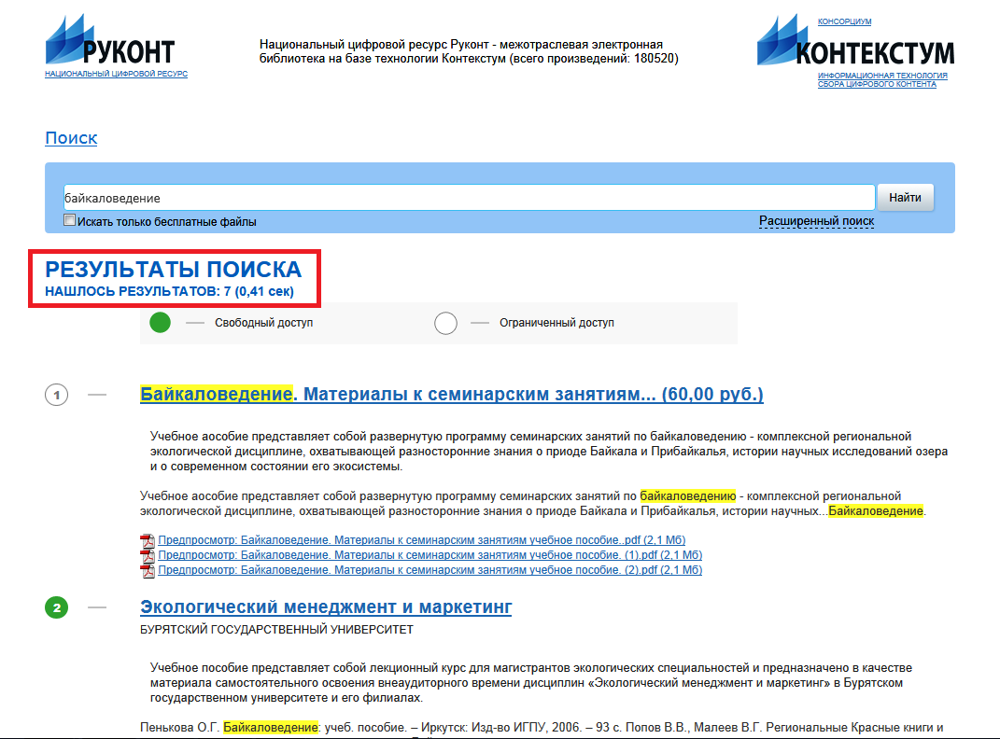 РУКОНТ
НАЦИОНАЛЬНЫЙ ЦИФРОВОЙ РЕСУРС
Национальный цифровой ресурс Руконт - межотраслевая электронная
библиотека на базе технологии Контекстум (всего произведений: 180520)
КОНСОРЦИУМ
КОНТЕКСТУМ
ИНФОРМАЦИОННАЯ ТЕХНОЛОГИЯ
СБОРА ЦИФРОВОГО КОНТЕНТА
Поиск
байкаловедение
Найти
Искать только бесплатные файлы
Расширенный поиск
РЕЗУЛЬТАТЫ ПОИСКА
НАШЛОСЬ РЕЗУЛЬТАТОВ: 7 (0,41 сек)
Свободный доступ
Ограниченный доступ
1
Байкаловедение. Материалы к семинарским занятиям... (60,00 руб.)
Учебное аособие представляет собой развернутую программу семинарских занятий по байкаловедению - комплексной региональной
экологической дисциплине, охватывающей разносторонние знания о приоде Байкала и Прибайкалья, истории научных исследований озера
и о современном состоянии его экосистемы.
Учебное аособие представляет собой развернутую программу семинарских занятий по байкаловедению - комплексной региональной
экологической дисциплине, охватывающей разносторонние знания о приоде Байкала и Прибайкалья, истории научных...Байкаловедение.
Предпросмотр: Байкаловедение. Материалы к семинарским занятиям учебное пособие..pdf (2,1 Мб)
Предпросмотр: Байкаловедение. Материалы к семинарским занятиям учебное пособие. (1).pdf (2,1 Мб)
Предпросмотр: Байкаловедение. Материалы к семинарским занятиям учебное пособие. (2).pdf (2,1 Мб)
2
Экологический менеджмент и маркетинг
БУРЯТСКИЙ ГОСУДАРСТВЕННЫЙ УНИВЕРСИТЕТ
Учебное пособие представляет собой лекционный курс для магистрантов экологических специальностей и предназначено в качестве
материала самостоятельного освоения внеаудиторного времени дисциплин «Экологический менеджмент и маркетинг» в Бурятском
государственном университете и его филиалах.
Пенькова О.Г. Байкаловедение: учеб. пособие. – Иркутск: Изд-во ИГПУ, 2006. – 93 с. Попов В.В., Малеев В.Г. Региональные Красные книги и